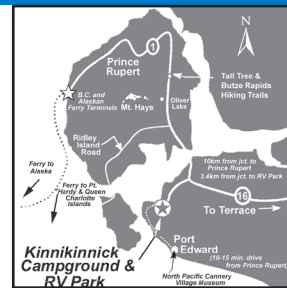 N
1
Prince
Rupert
Tall Tree &
Butze Rapids
Hiking Trails
B.C. and
Alaskan
Ferry Terminals
Mt. Hays
Oliver
Lake
Ridley
Island
Road
Ferry to
Alaska
10km from jct. to
Prince Rupert
3.4km from jct. to RV Park
Ferry to Pt.
Hardy & Queen
Charlotte
Islands
16
To Terrace
Kinnikinnick
Campground &
RV Park
Port
Edward
(10-15 min. drive
from Prince Rupert)
North Pacific Cannery
Village Museum